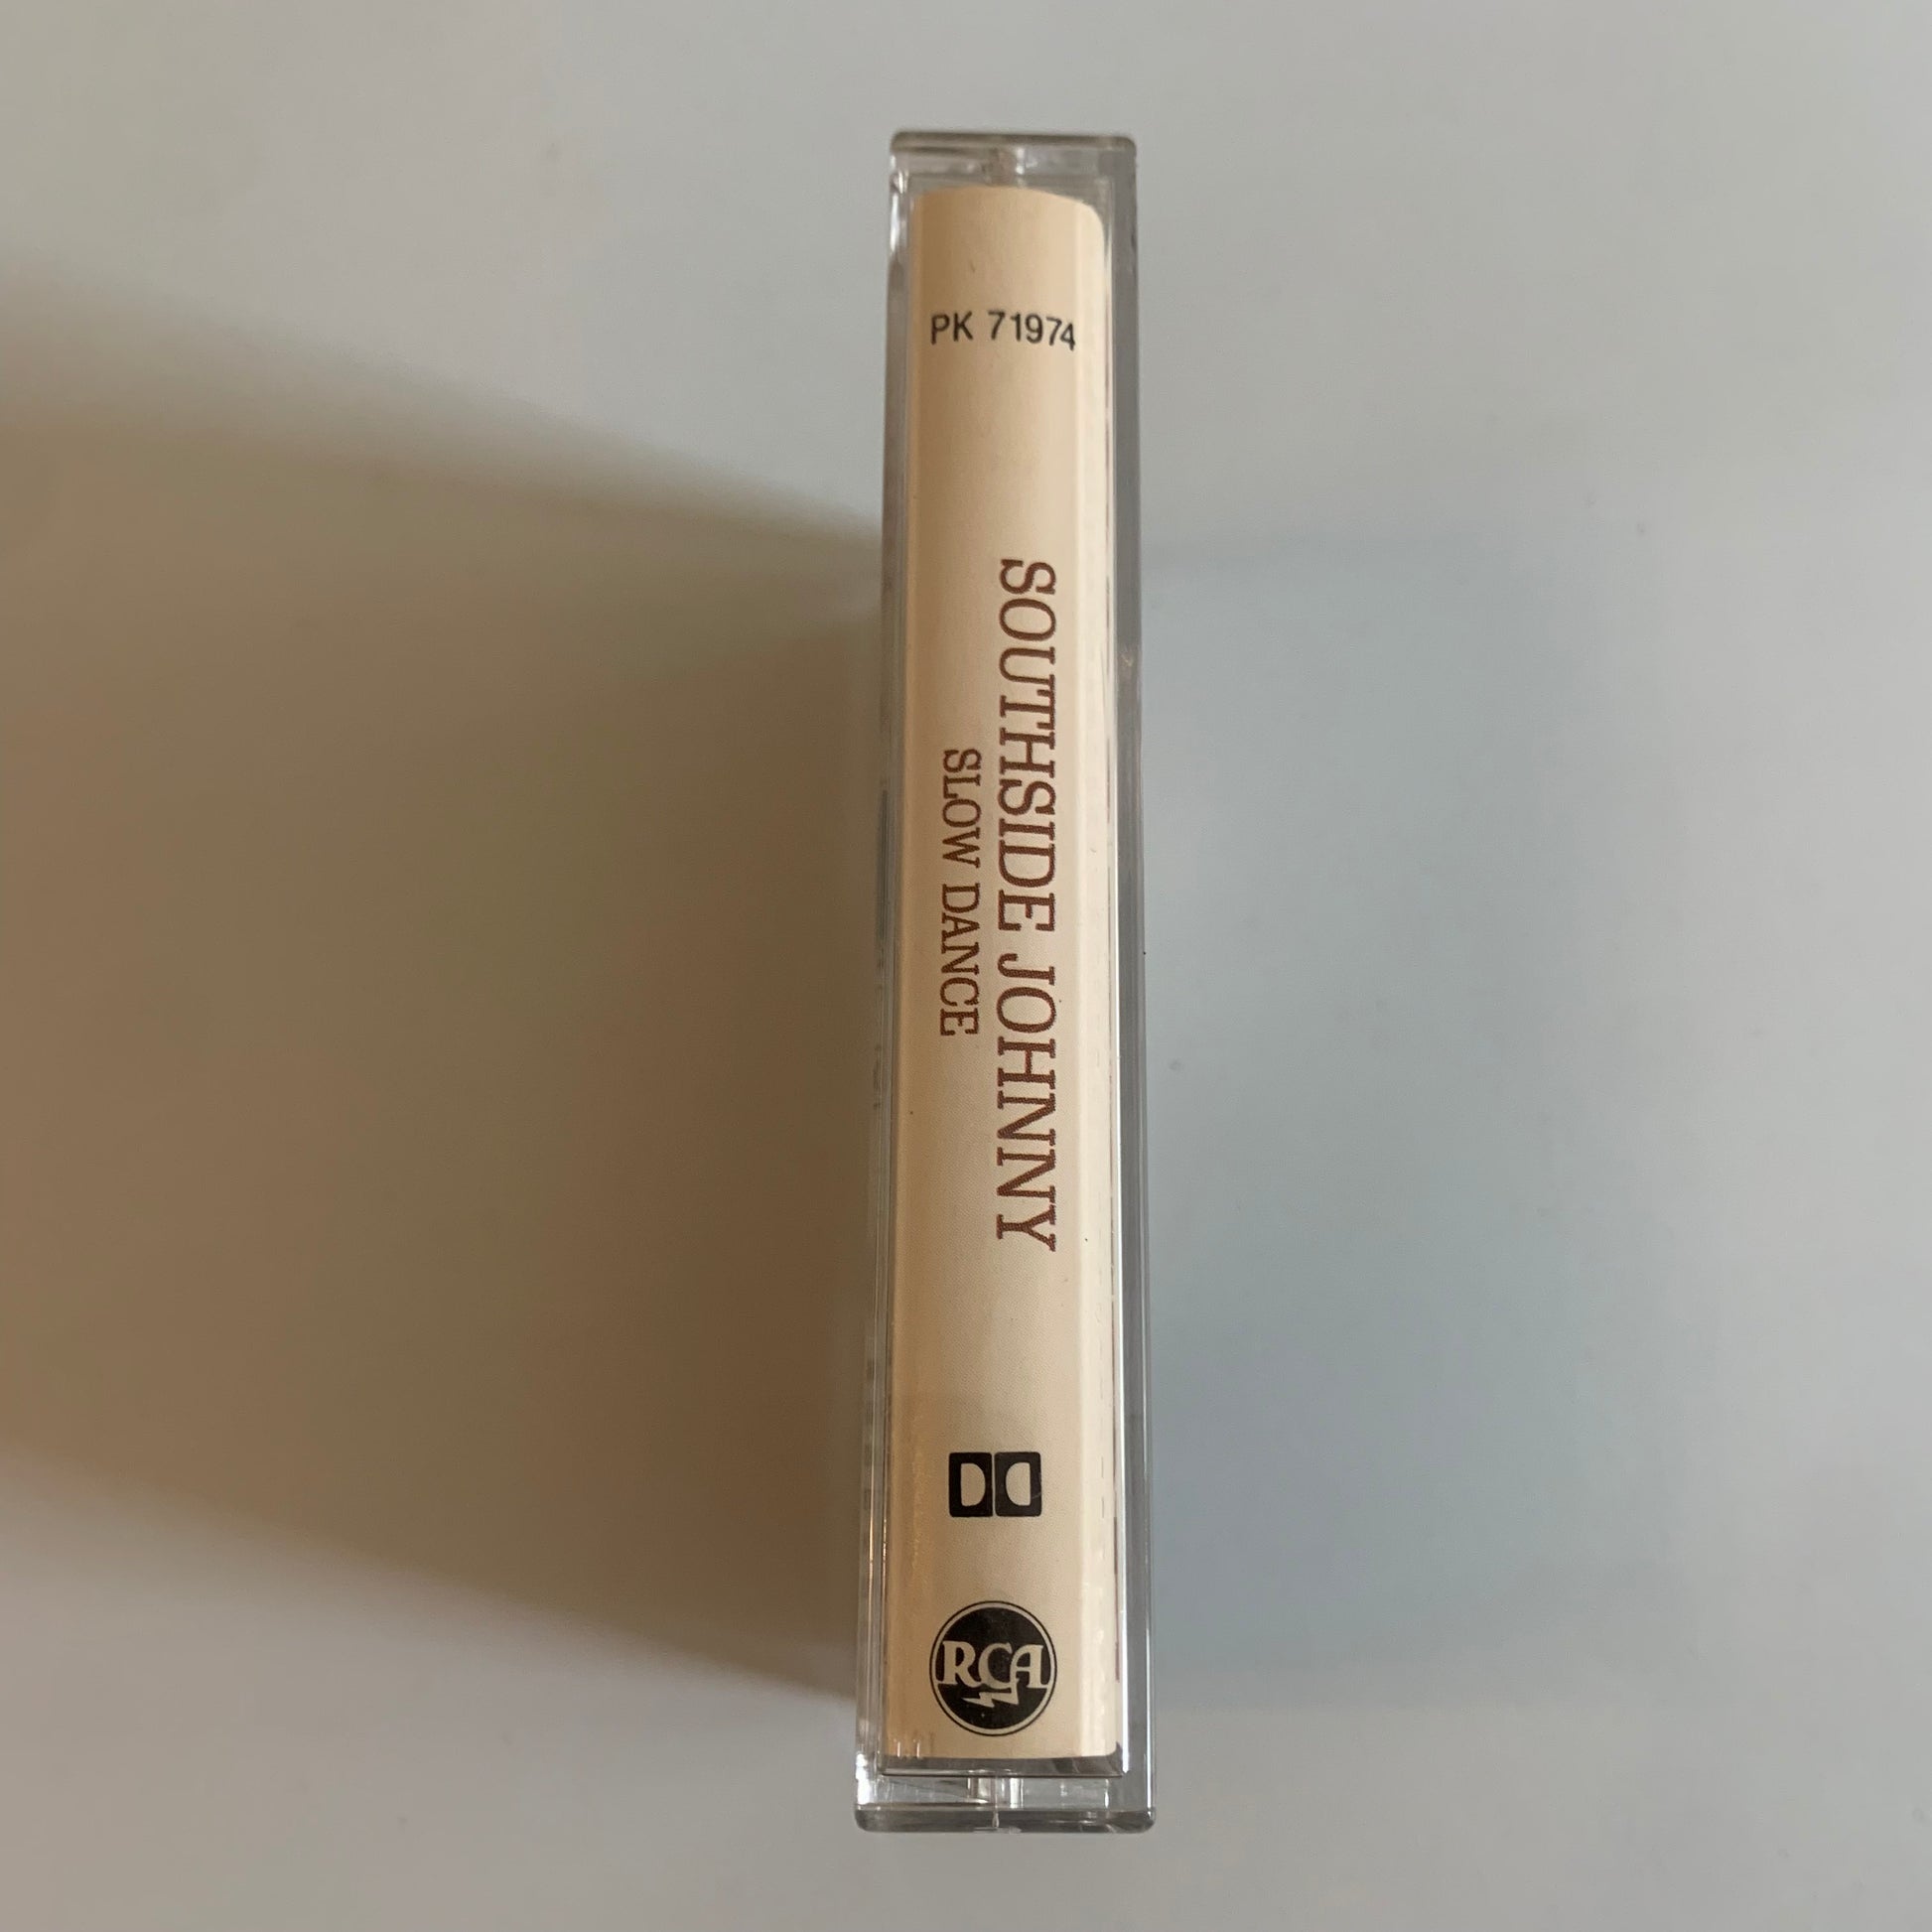 PK 71974
SOUTHSIDE JOHNNY
SLOW DANCE
RCA